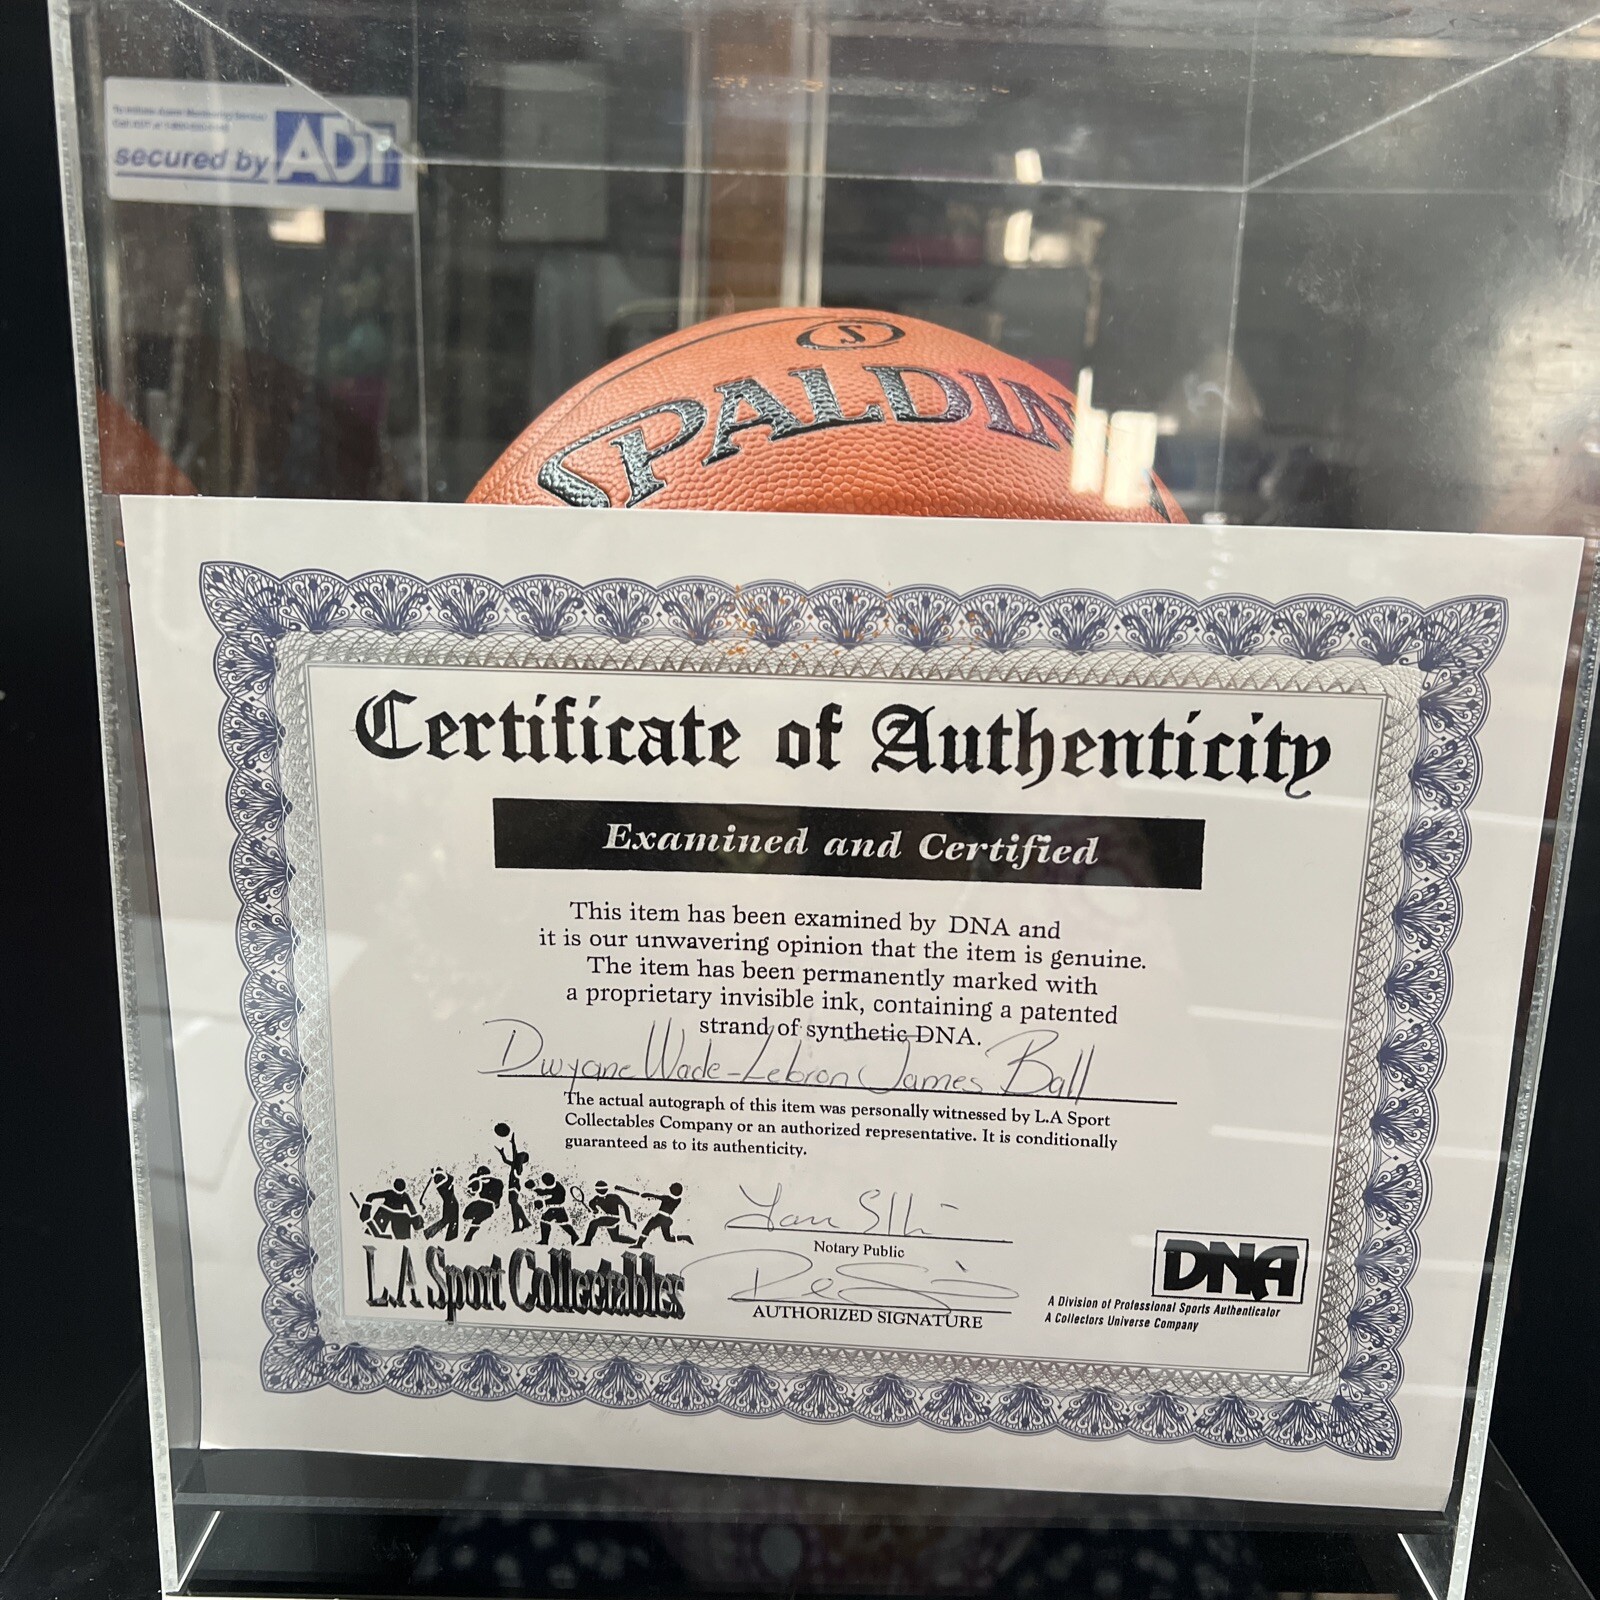 secured by ADT
S
SPALDIN
Certificate of Authenticity
Examined and Certified
This item has been examined by DNA and
it is our unwavering opinion that the item is genuine.
The item has been permanently marked with
a proprietary invisible ink, containing a patented
strand of synthetic DNA.
Dwyane Wade-Lebron James Ball
The actual autograph of this item was personally witnessed by L.A Sport
Collectables Company or an authorized representative. It is conditionally
guaranteed as to its authenticity.
Notary Public
L.A Sport Collectables
AUTHORIZED SIGNATURE
DNA
A Division of Professional Sports Authenticator
A Collectors Universe Company